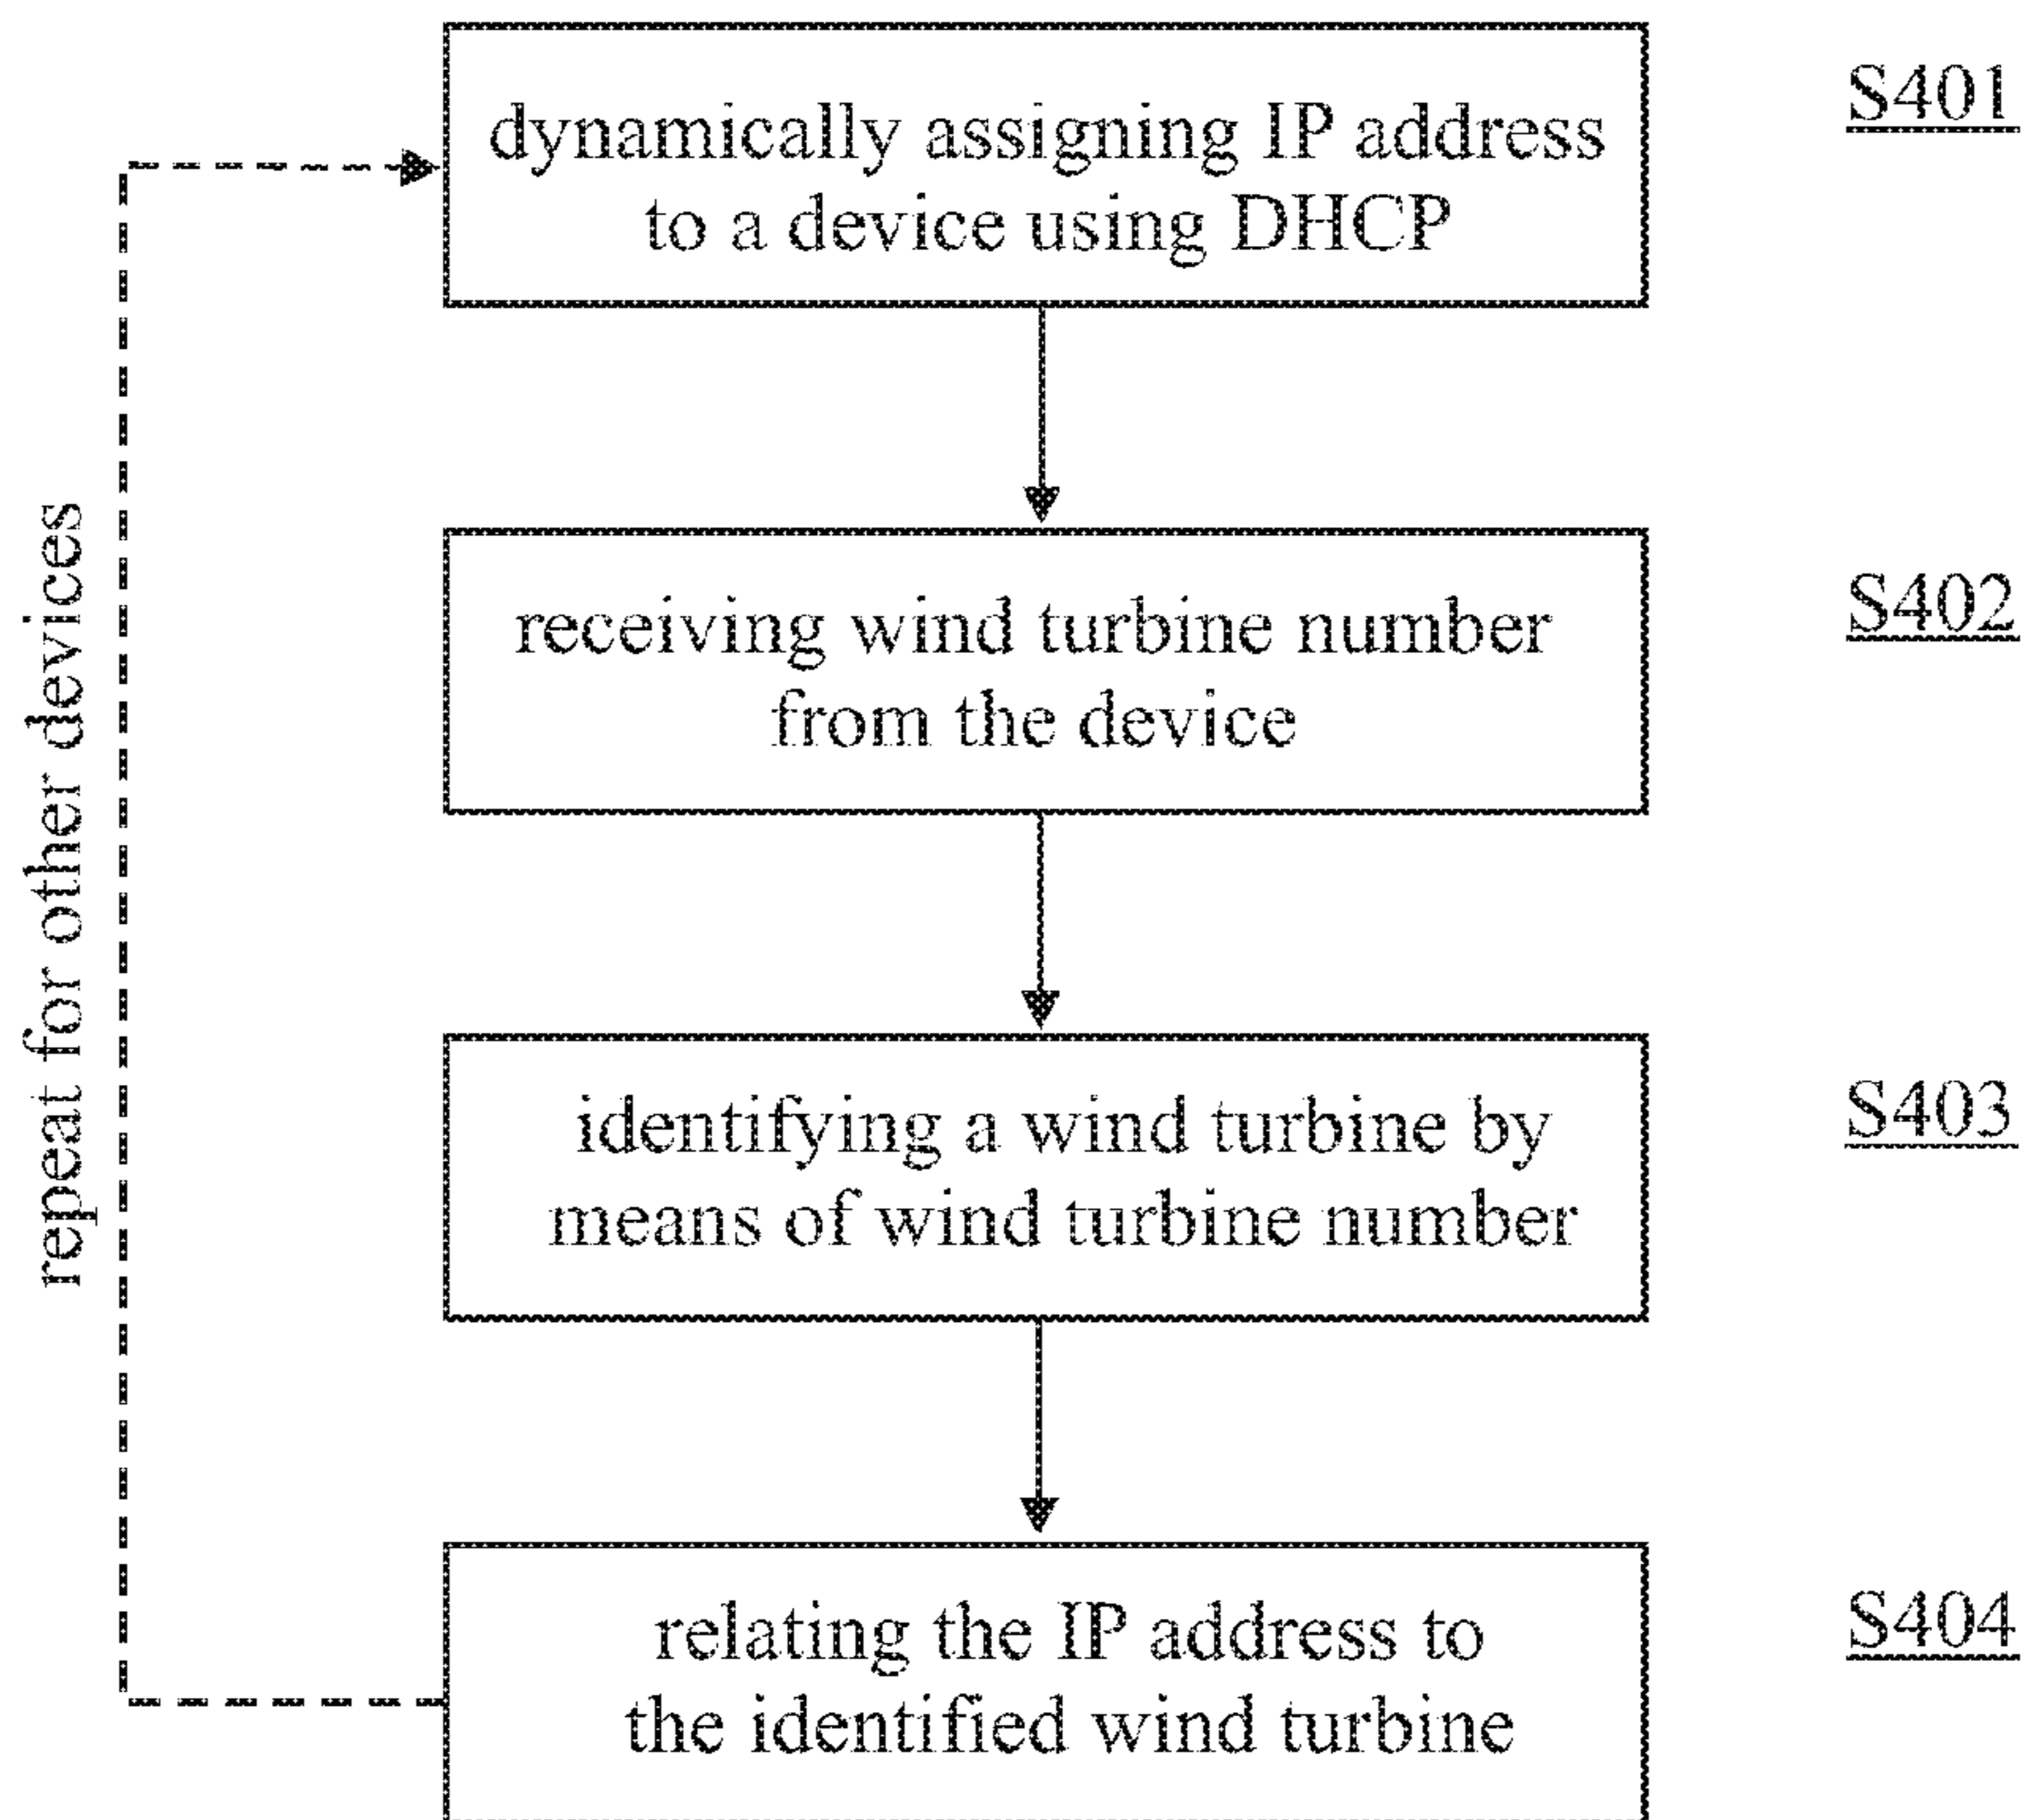 dynamically assigning IP address
to a device using DHCP
S401
receiving wind turbine number
from the device
S402
identifying a wind turbine by
means of wind turbine number
S403
relating the IP address to
the identified wind turbine
S404
repeat for other devices